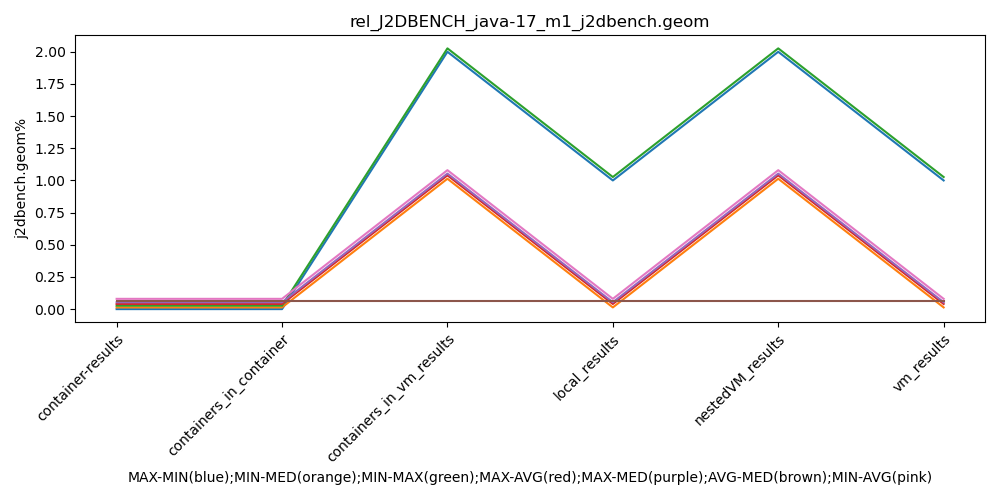 rel_J2DBENCH_java-17_m1_j2dbench.geom
j2dbench.geom%
2.00
1.75
1.50
1.25
1.00
0.75
0.50
0.25
0.00
container-results
containers_in_container
containers_in_vm_results
local_results
nestedVM_results
vm_results
MAX-MIN(blue);MIN-MED(orange);MIN-MAX(green);MAX-AVG(red);MAX-MED(purple);AVG-MED(brown);MIN-AVG(pink)